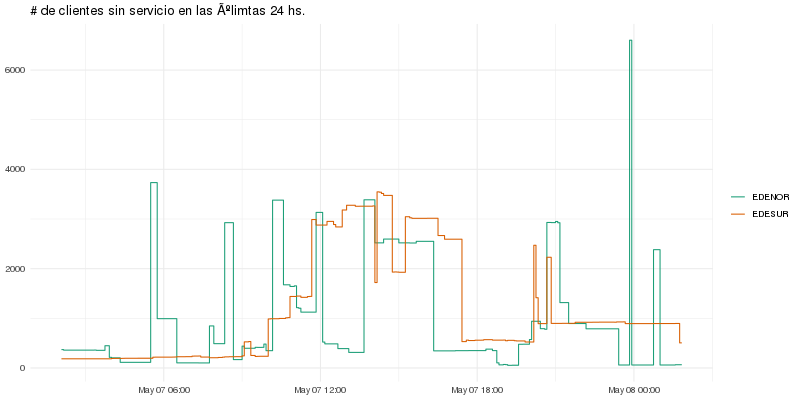 # de clientes sin servicio en las Ãºlimtas 24 hs.
6000
4000
2000
0
May 07 06:00
May 07 12:00
May 07 18:00
May 08 00:00
EDENOR
EDESUR